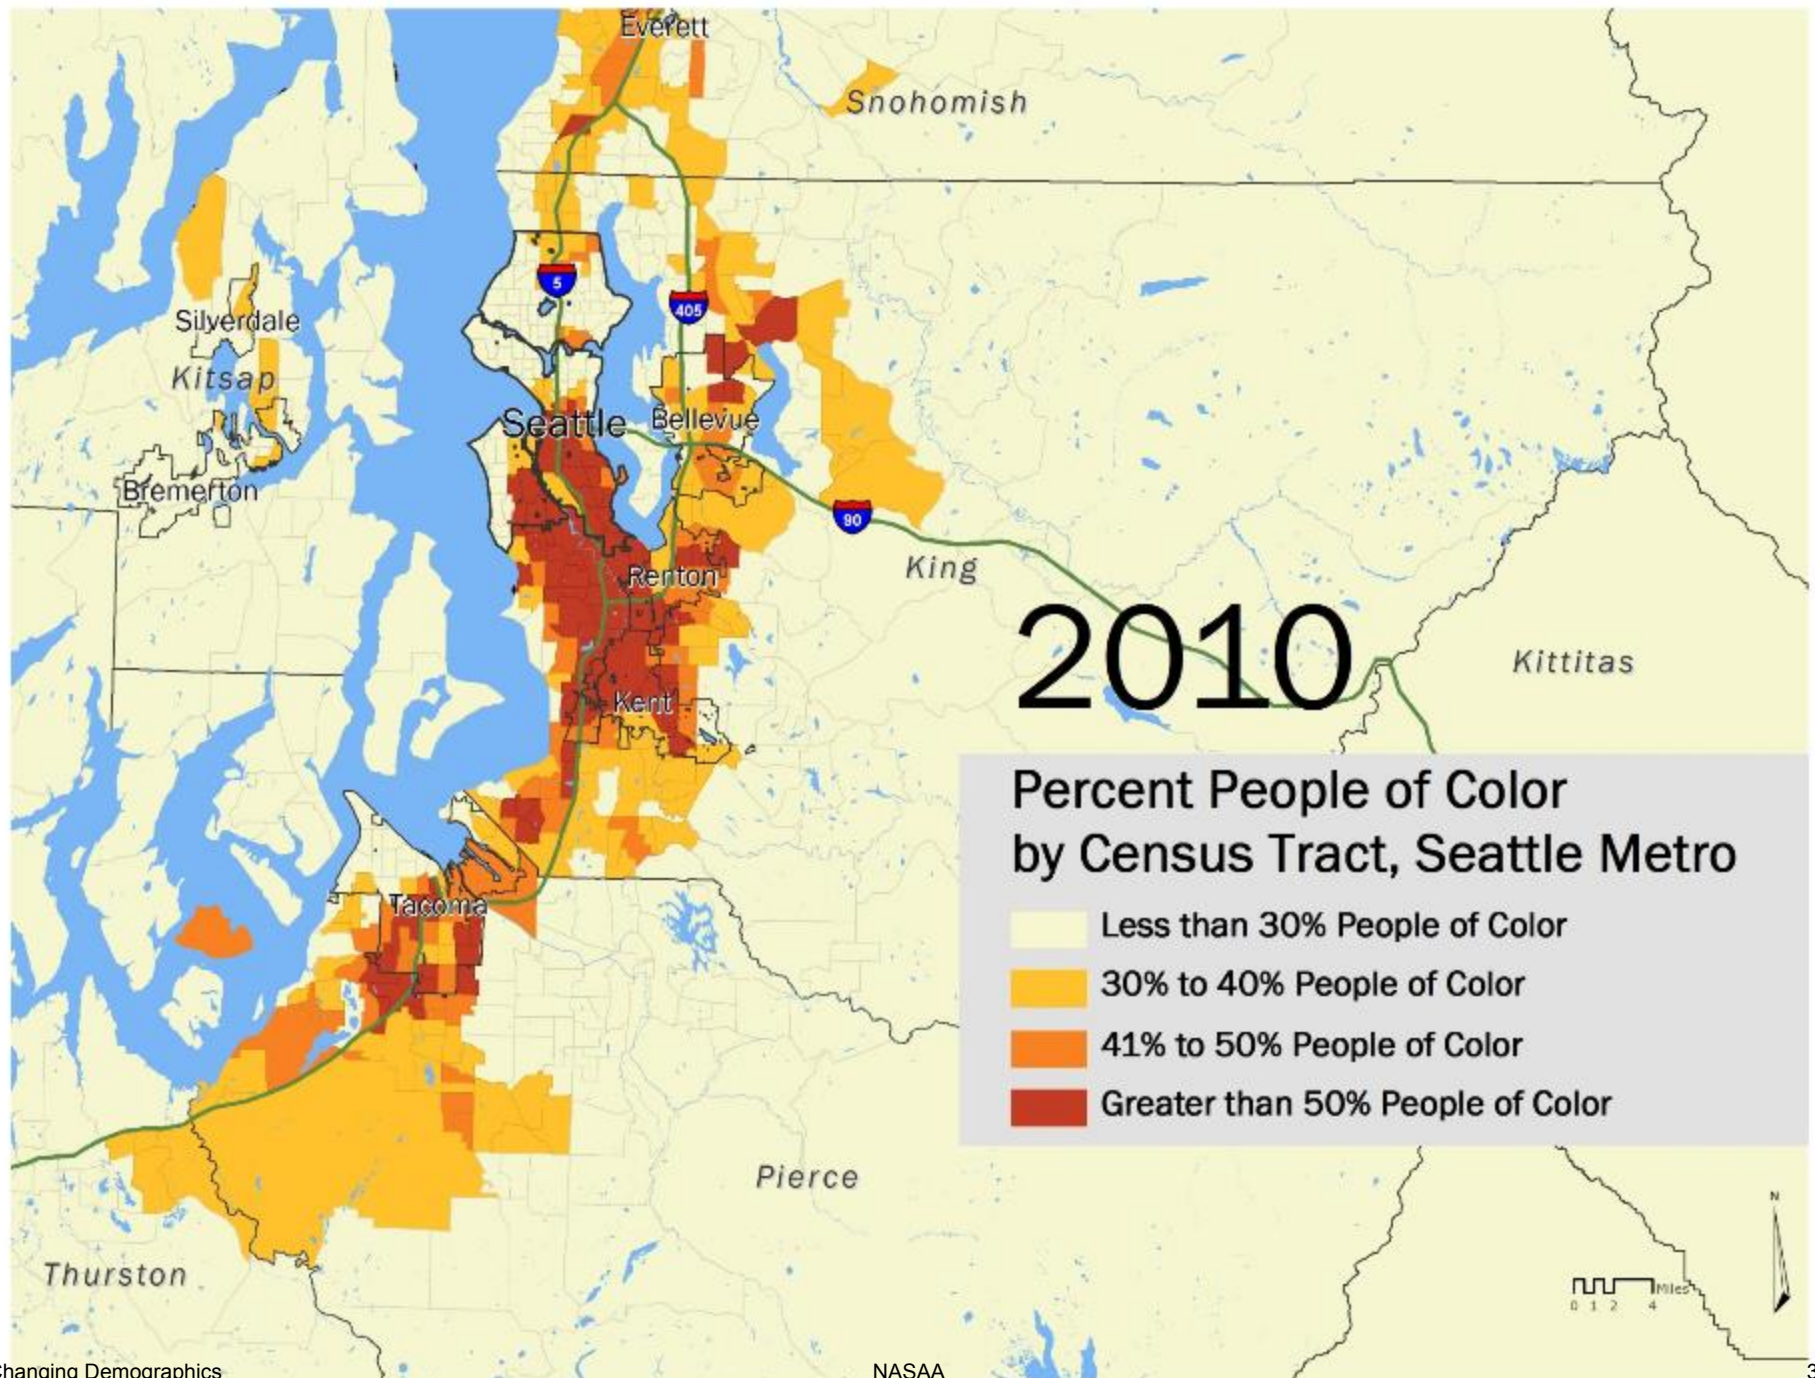 Everett
Snohomish
5
405
Silverdale
Kitsap
Seattle
Bellevue
Bremerton
90
King
Renton
2010
Kittitas
Kent
Percent People of Color
by Census Tract, Seattle Metro
Less than 30% People of Color
Tacoma
30% to 40% People of Color
41% to 50% People of Color
Greater than 50% People of Color
Pierce
N
Thurston
Miles
0 1 2 4
Changing Demographics
NASAA
3